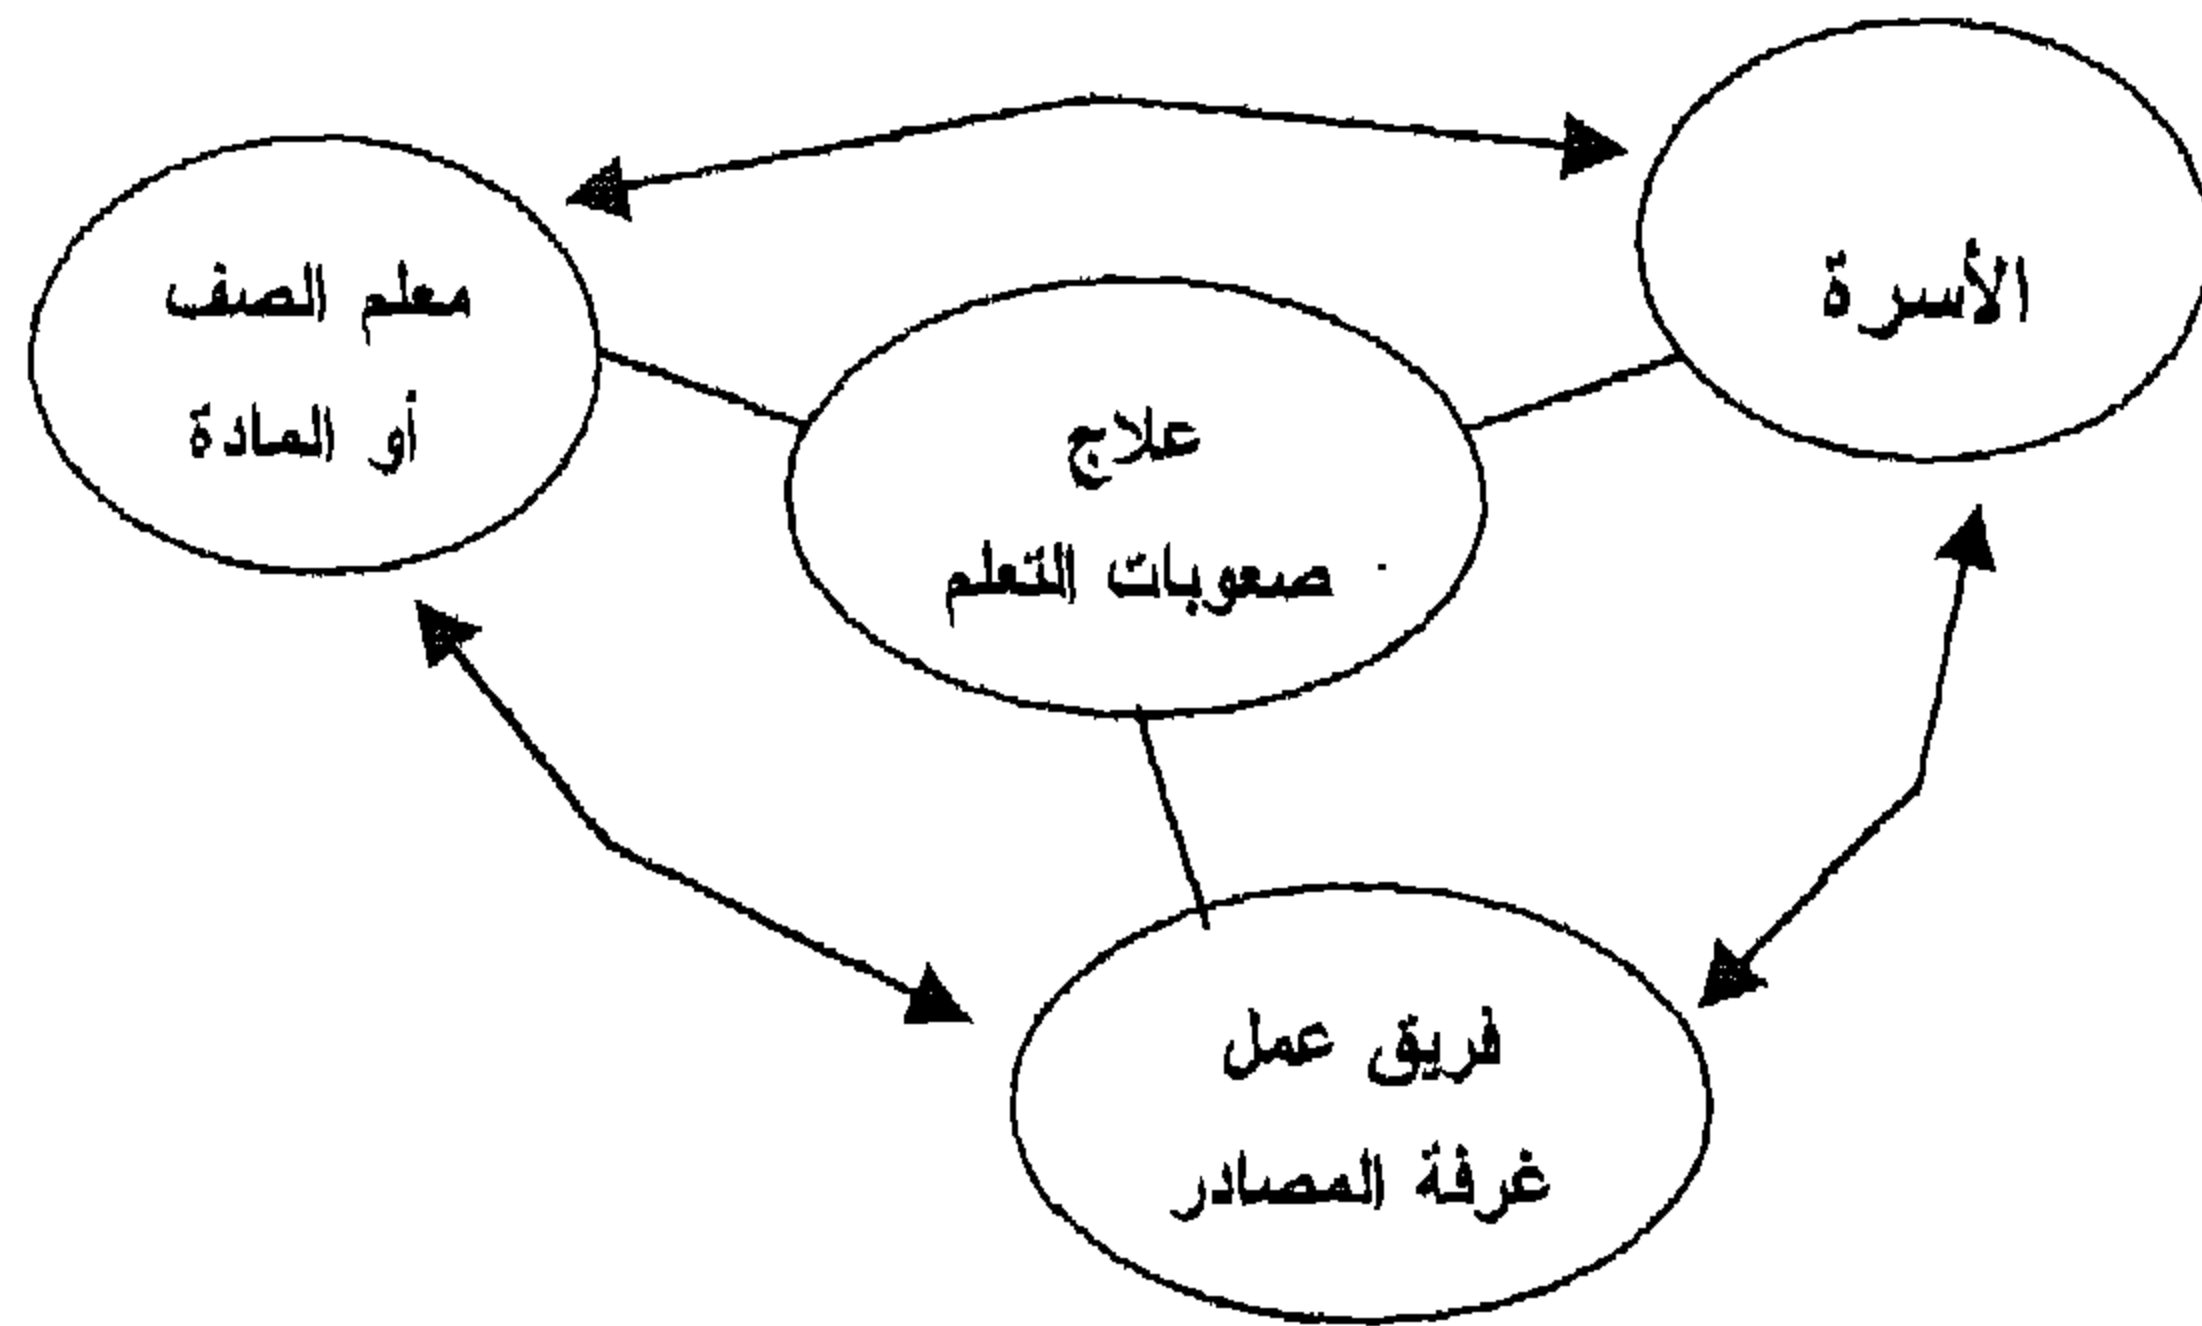 الأسرة
معلم الصف
أو المادة
علاج
صعوبات التعلم
فريق عمل
غرفة المصادر